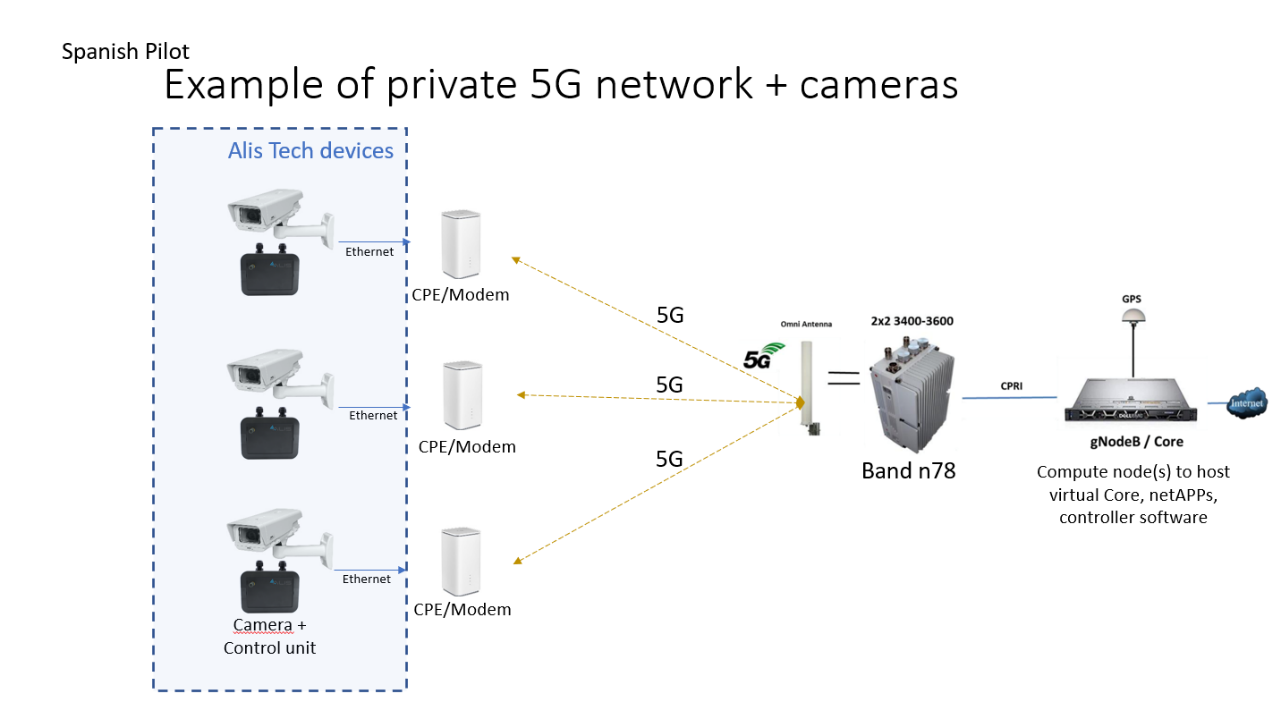 Spanish Pilot
Example of private 5G network + cameras
Alis Tech devices
Ethernet
CPE/Modem
5G
Omni Antenna
2x2 3400-3600
GPS
5G
5G
CPRI
Internet
Ethernet
CPE/Modem
5G
Band n78
gNodeB / Core
Compute node(s) to host
virtual Core, netAPPs,
controller software
Ethernet
CPE/Modem
Camera +
Control unit